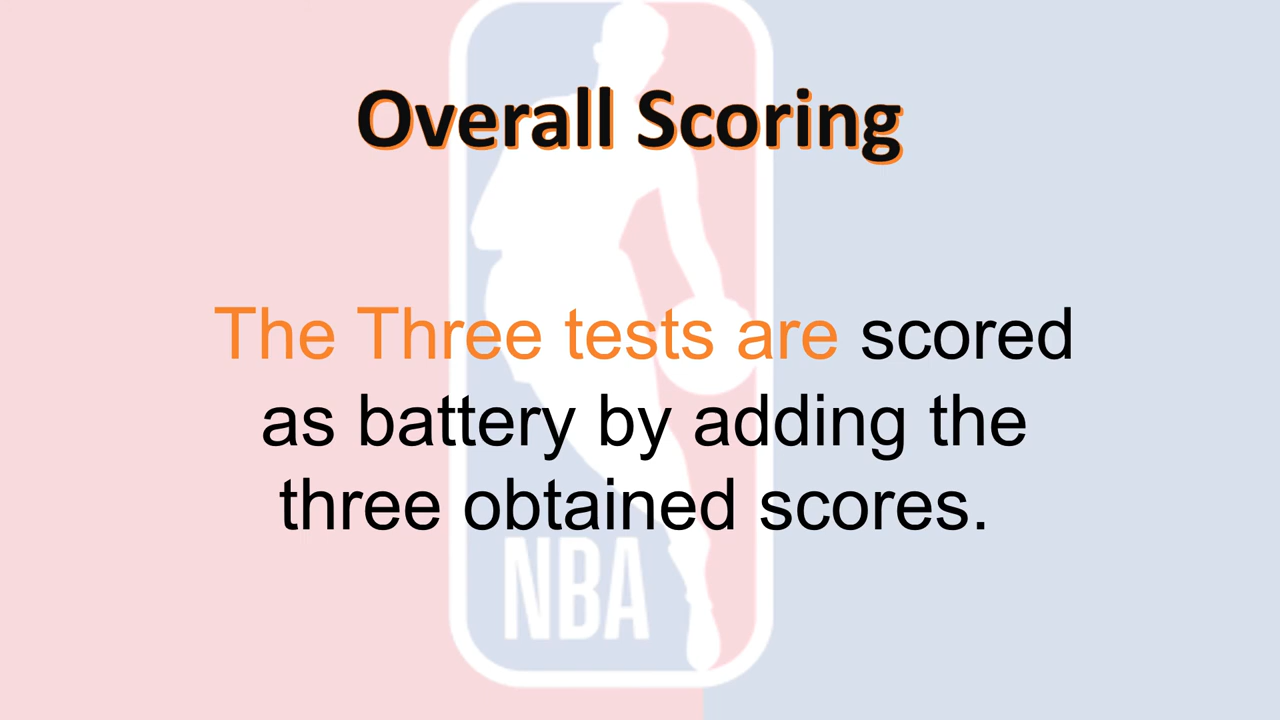 Overall Scoring
The Three tests are scored
as battery by adding the
three obtained scores.
NBA